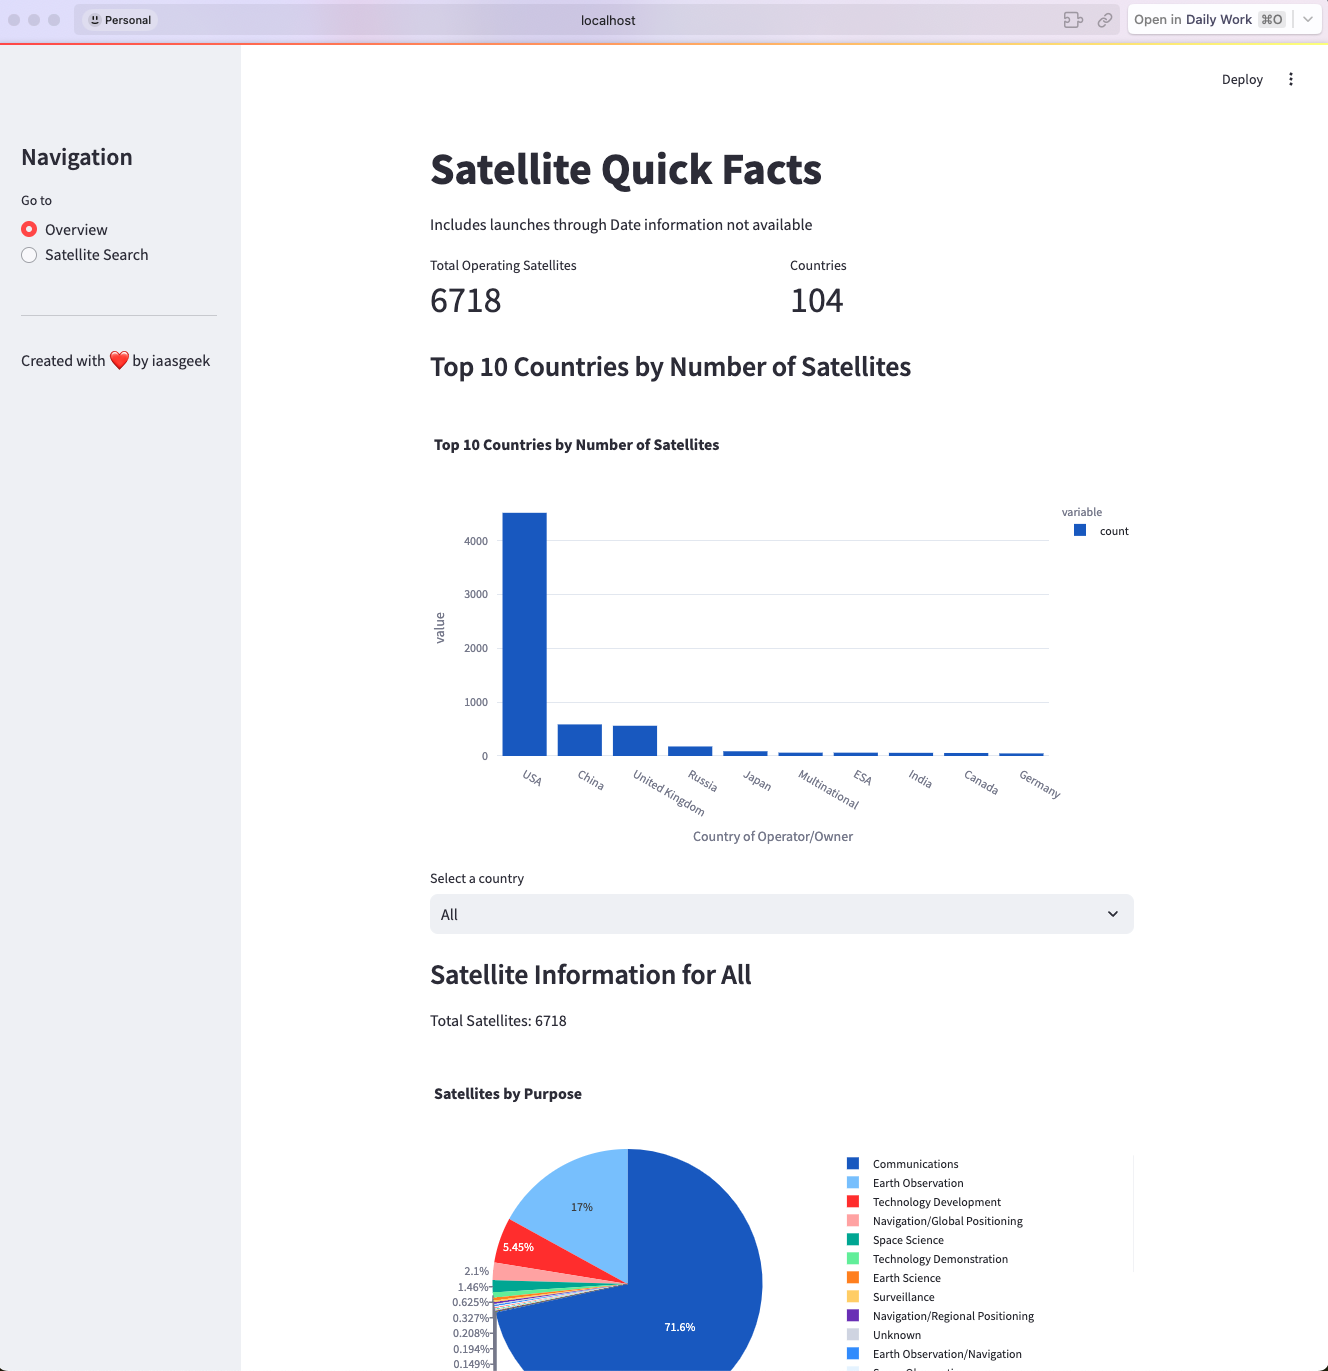 Personal
localhost
Open in Daily Work ⌘O
Deploy
Navigation
Go to
Overview
Satellite Search
Created with ❤️ by iaasgeek
Satellite Quick Facts
Includes launches through Date information not available
Total Operating Satellites
6718
Countries
104
Top 10 Countries by Number of Satellites
Top 10 Countries by Number of Satellites
variable
count
value
4000
3000
2000
1000
0
USA
China
United Kingdom
Russia
Japan
Multinational
ESA
India
Canada
Germany
Country of Operator/Owner
Select a country
All
Satellite Information for All
Total Satellites: 6718
Satellites by Purpose
17%
5.45%
2.1%
1.46%
0.625%
0.327%
0.208%
0.194%
0.149%
71.6%
Communications
Earth Observation
Technology Development
Navigation/Global Positioning
Space Science
Technology Demonstration
Earth Science
Surveillance
Navigation/Regional Positioning
Unknown
Earth Observation/Navigation